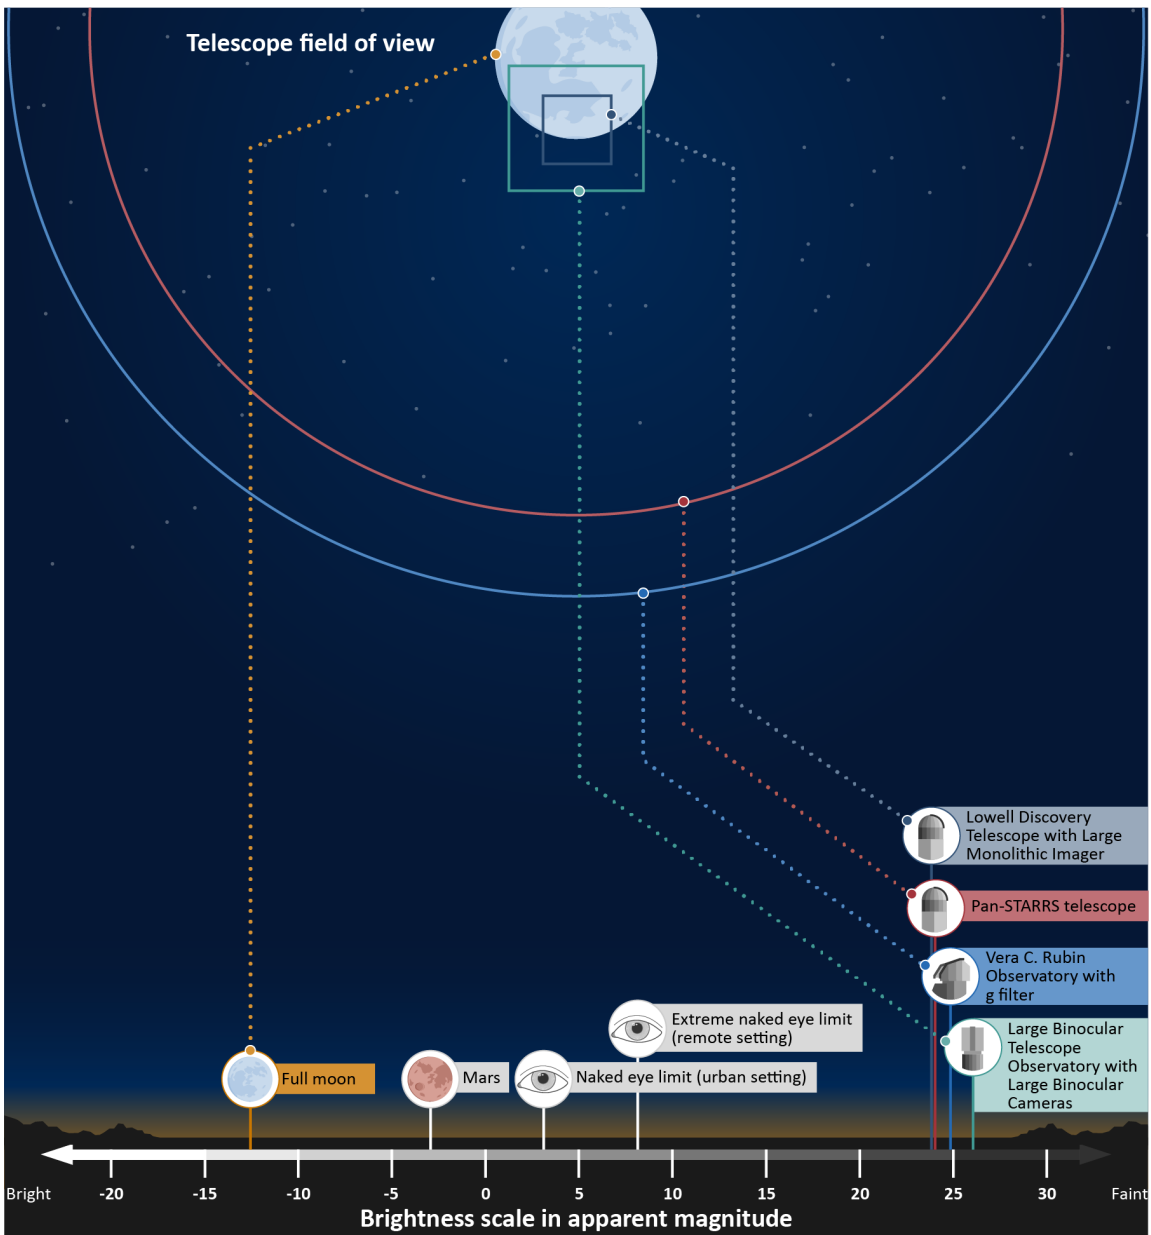 Telescope field of view
Lowell Discovery
Telescope with Large
Monolithic Imager
Pan-STARRS telescope
Vera C. Rubin
Observatory with
g filter
Extreme naked eye limit
(remote setting)
Large Binocular
Telescope
Observatory with
Large Binocular
Cameras
Full moon
Mars
Naked eye limit (urban setting)
Bright
-20
-15
-10
-5
0
5
10
15
20
25
30
Faint
Brightness scale in apparent magnitude